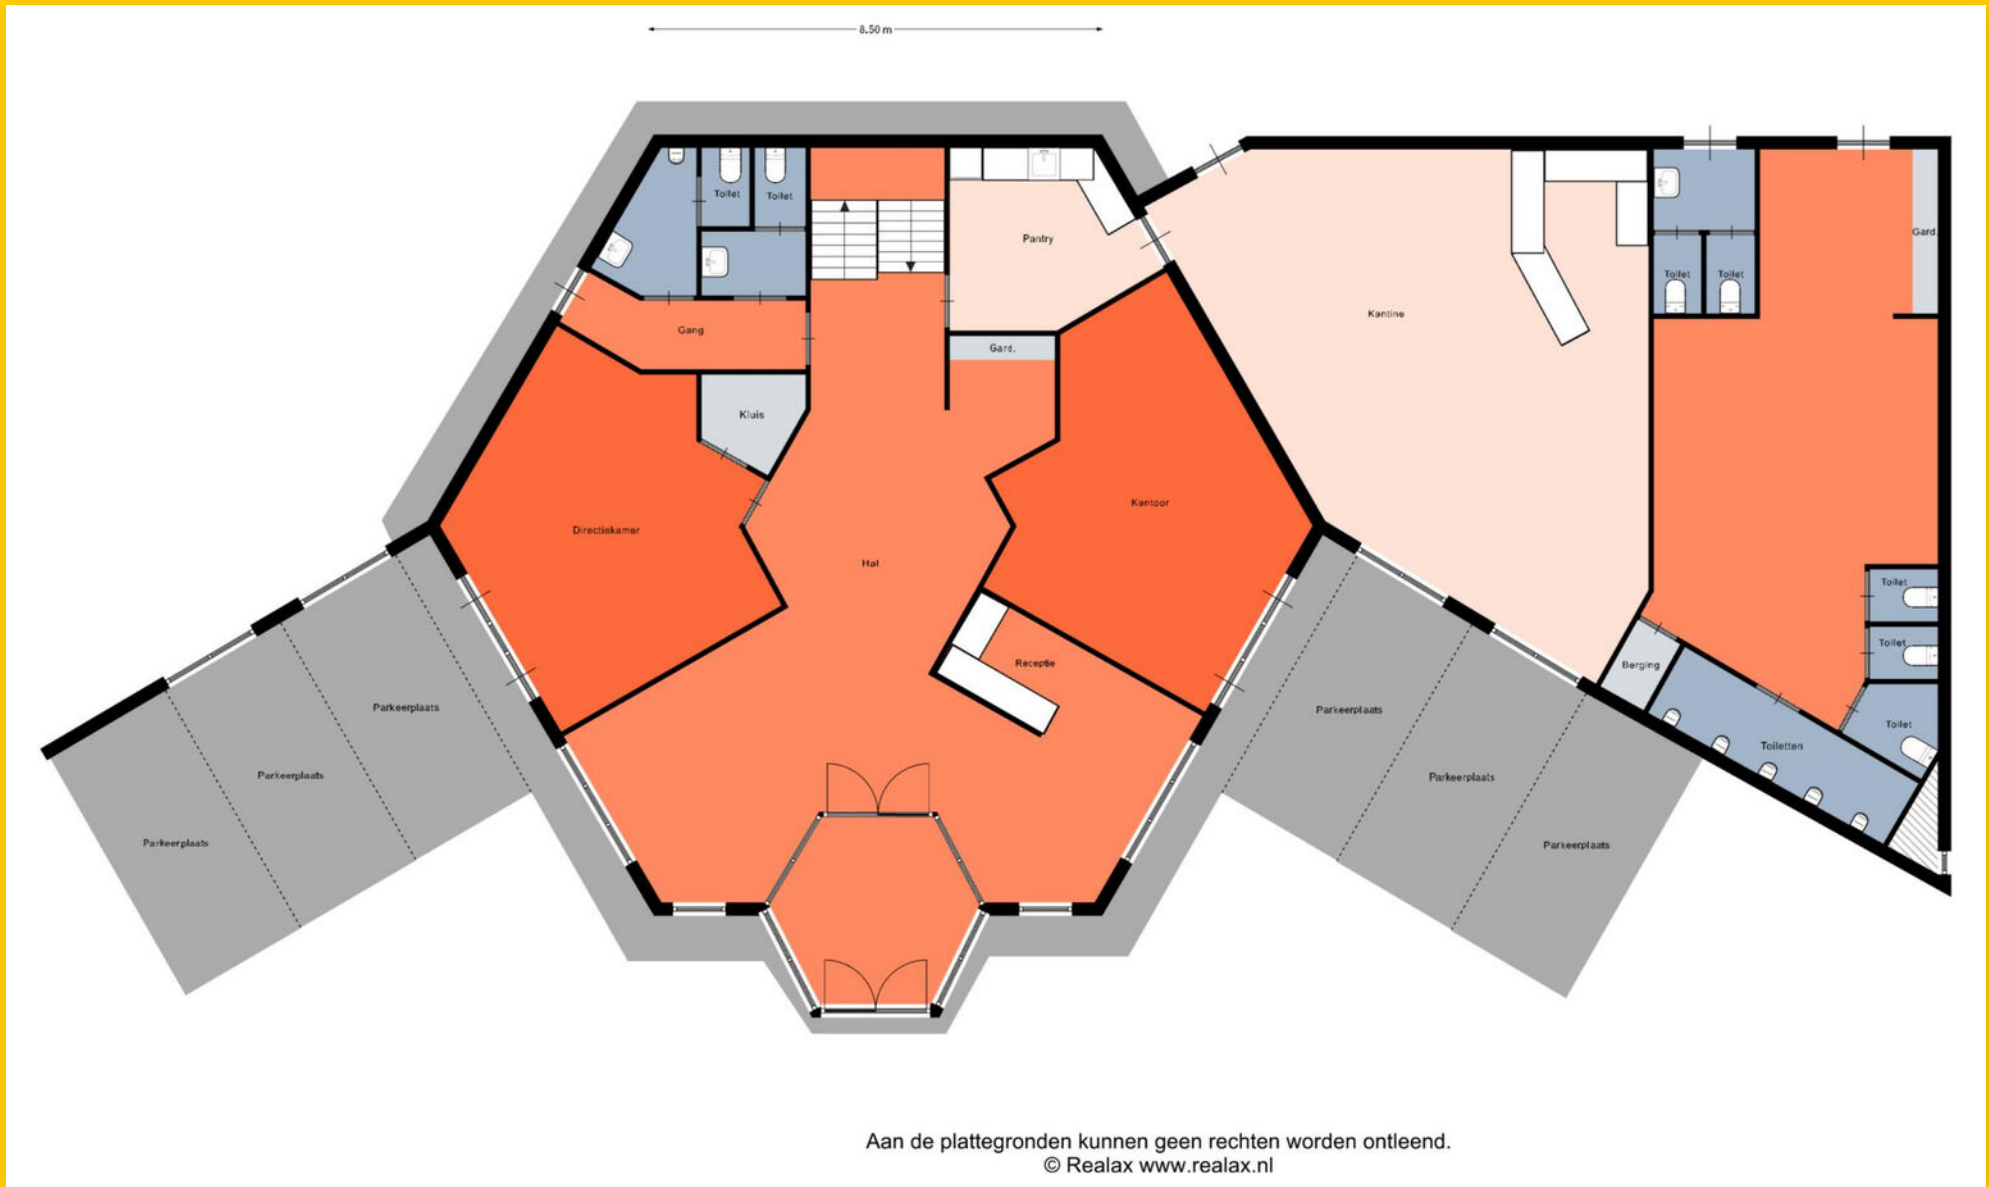 8.50 m
Toilet
Toilet
Pantry
Gang
Gard.
Kluis
Directiekamer
Kantoor
Hal
Receptie
Kantine
Gard.
Toilet
Toilet
Toilet
Toilet
Berging
Toilet
Toiletten
Parkeerplaats
Parkeerplaats
Parkeerplaats
Parkeerplaats
Parkeerplaats
Parkeerplaats
Aan de plattegronden kunnen geen rechten worden ontleend.
© Realax www.realax.nl